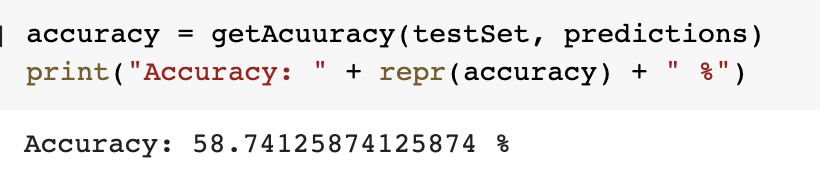 accuracy = getAcuuracy(testSet, predictions)
print("Accuracy: " + repr(accuracy) + " %")
Accuracy: 58.74125874125874 %